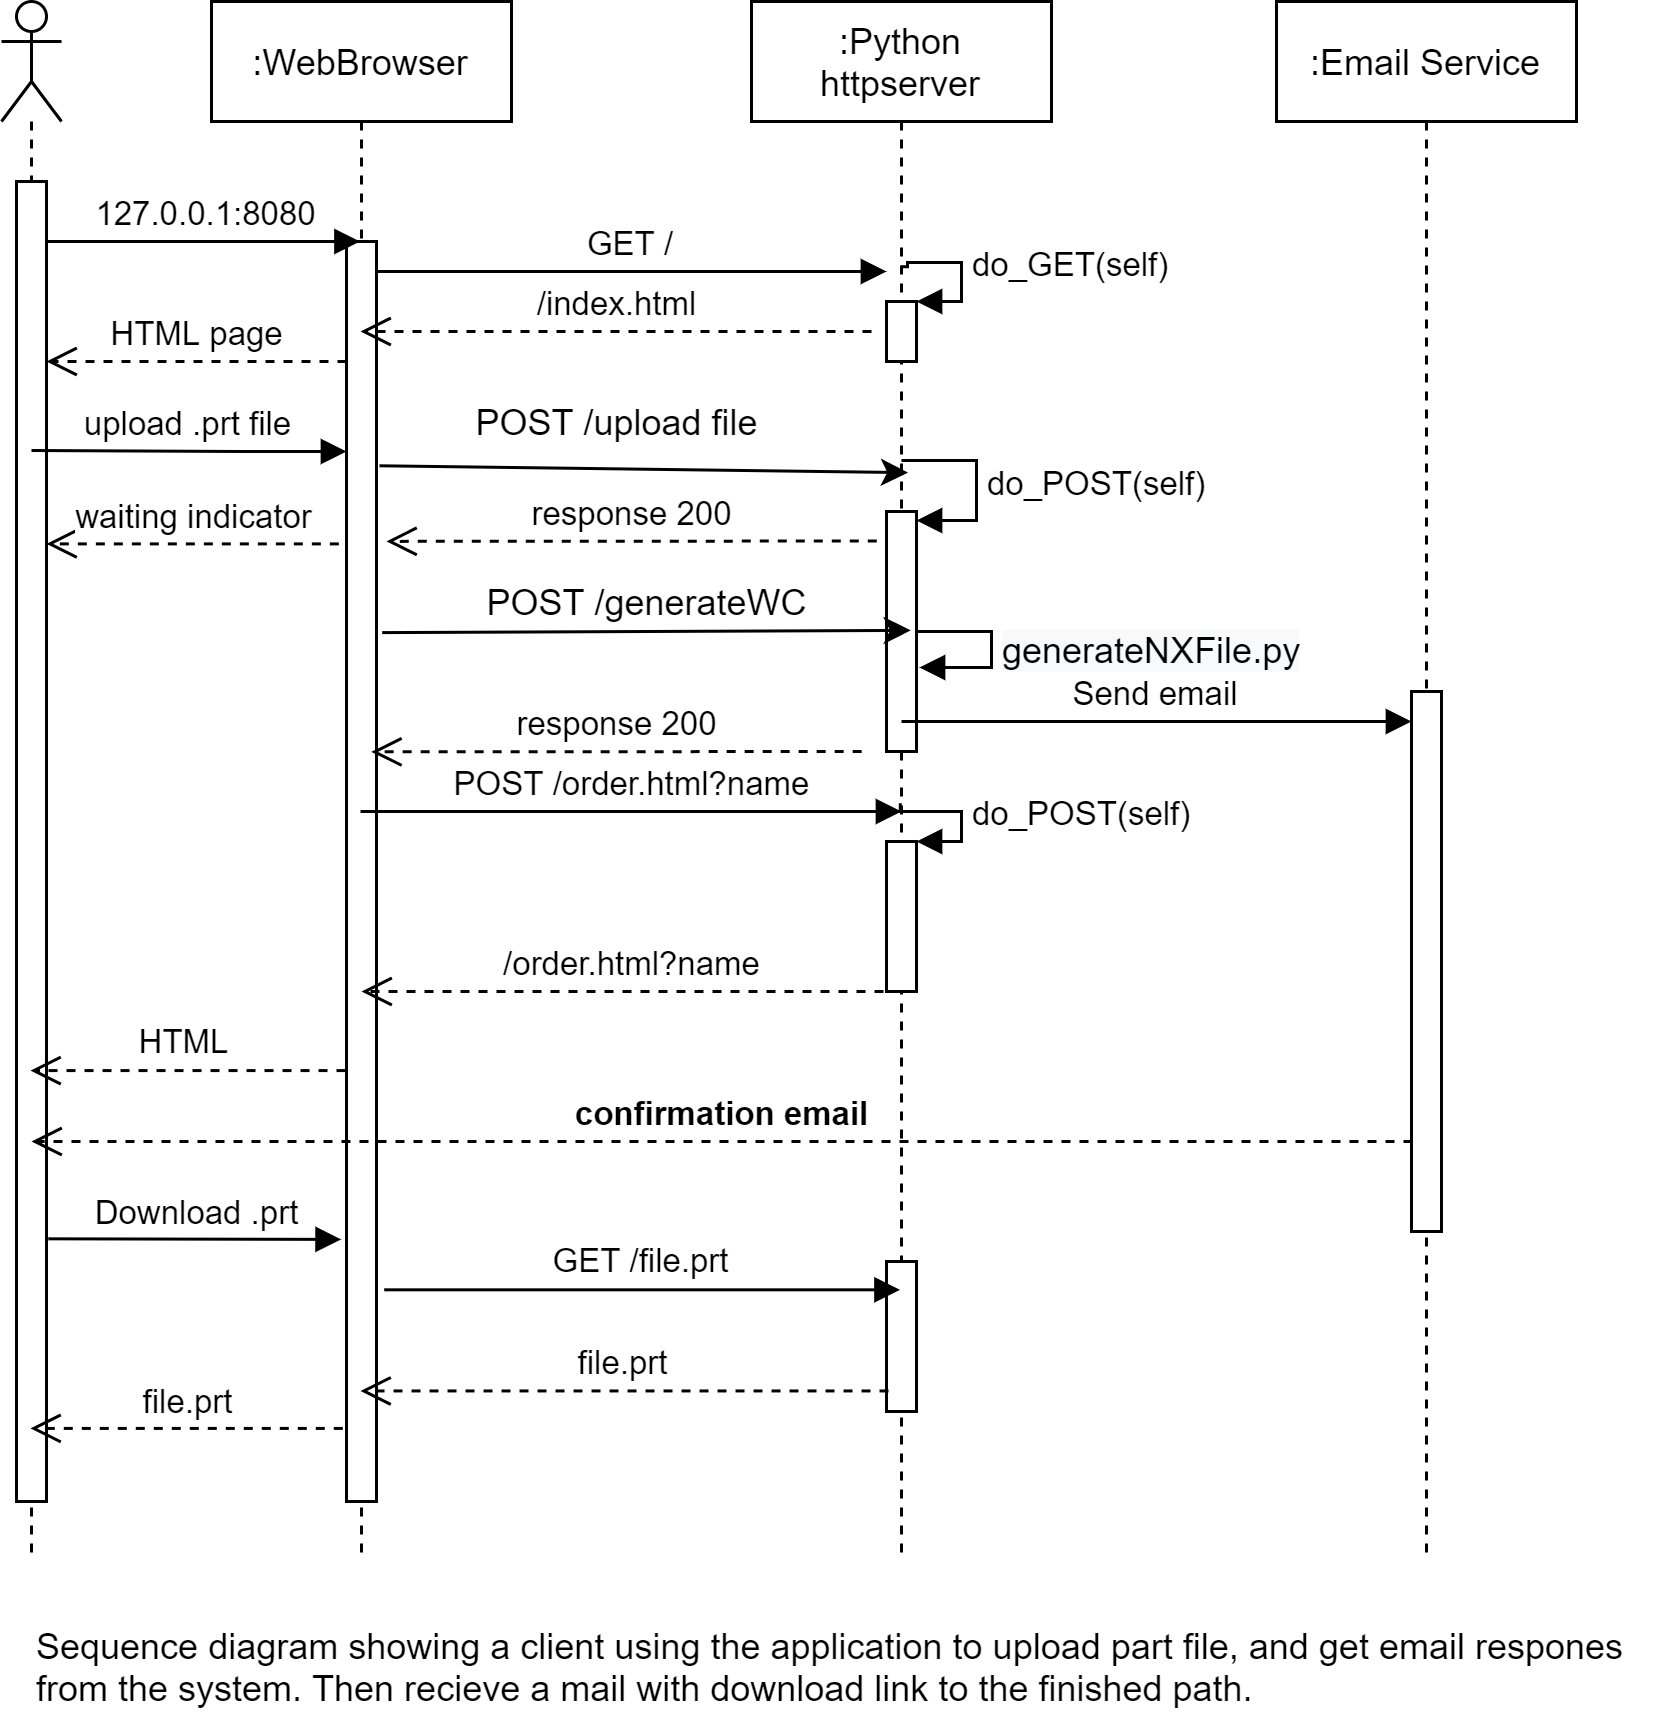 :WebBrowser
:Python
httpserver
:Email Service
127.0.0.1:8080
GET /
do_GET(self)
/index.html
HTML page
upload .prt file
POST /upload file
do_POST(self)
waiting indicator
response 200
POST /generateWC
generateNXFile.py
Send email
response 200
POST /order.html?name
do_POST(self)
/order.html?name
HTML
confirmation email
Download .prt
GET /file.prt
file.prt
file.prt
Sequence diagram showing a client using the application to upload part file, and get email respones
from the system. Then recieve a mail with download link to the finished path.